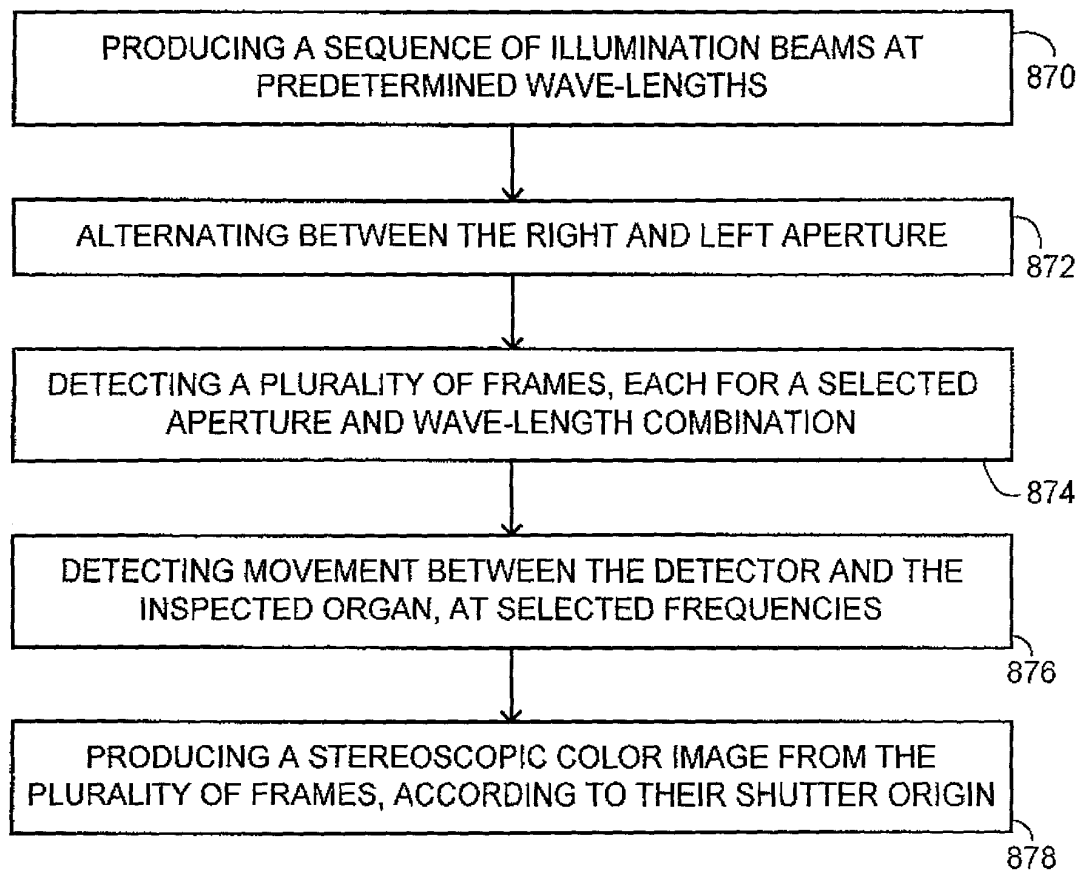 PRODUCING A SEQUENCE OF ILLUMINATION BEAMS AT
PREDETERMINED WAVE-LENGTHS
870
ALTERNATING BETWEEN THE RIGHT AND LEFT APERTURE
872
DETECTING A PLURALITY OF FRAMES, EACH FOR A SELECTED
APERTURE AND WAVE-LENGTH COMBINATION
874
DETECTING MOVEMENT BETWEEN THE DETECTOR AND THE
INSPECTED ORGAN, AT SELECTED FREQUENCIES
876
PRODUCING A STEREOSCOPIC COLOR IMAGE FROM THE
PLURALITY OF FRAMES, ACCORDING TO THEIR SHUTTER ORIGIN
878